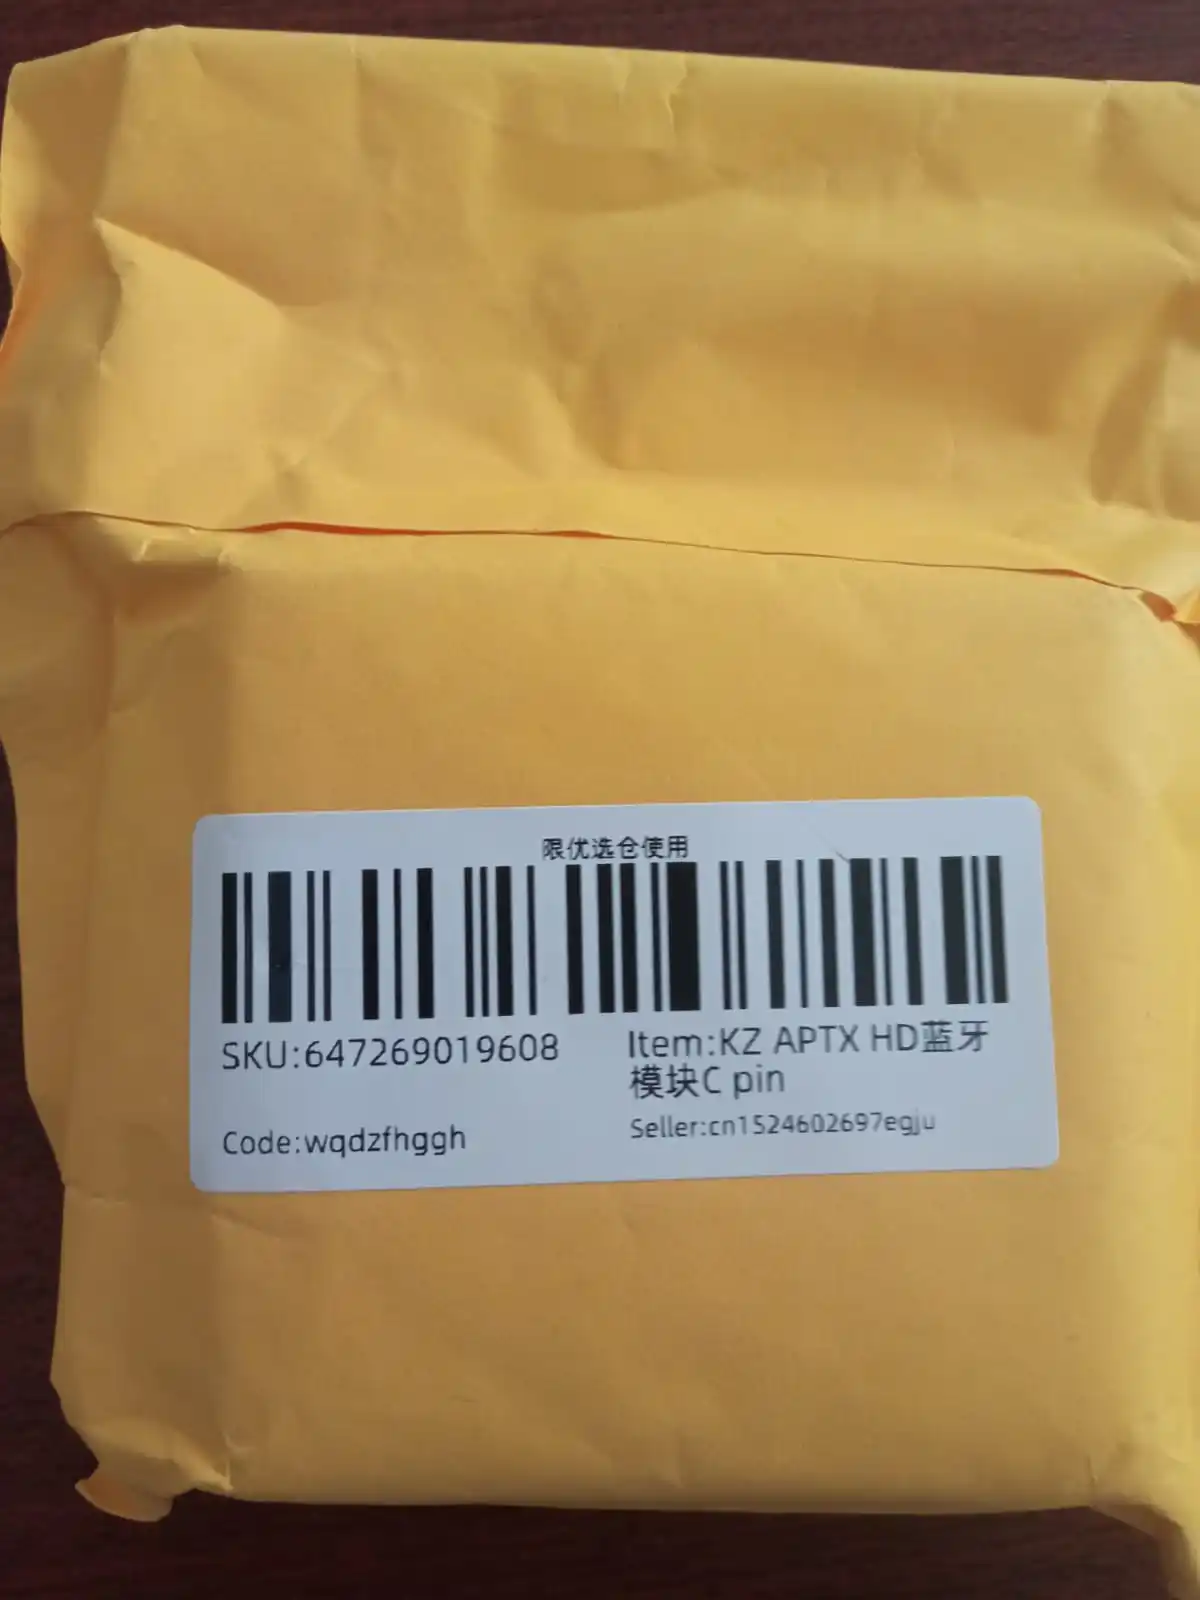 限优选仓使用
SKU:647269019608
Item:KZ APTX HD蓝牙
模块C pin
Code:wqdzfhggh
Seller:cn1524602697egju